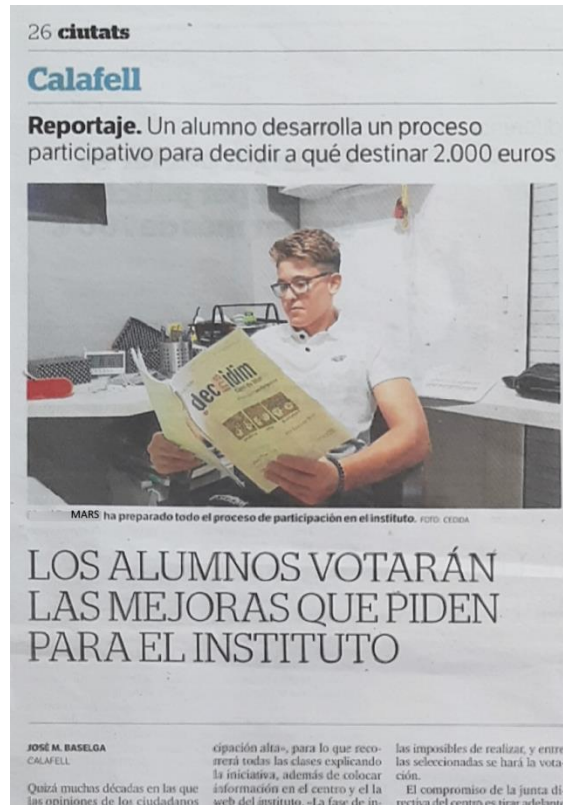 26 ciutats
Calafell
Reportaje. Un alumno desarrolla un proceso
participativo para decidir a qué destinar 2.000 euros
decidim
MARS ha preparado todo el proceso de participación en el instituto. FOTO: CEDIDA
LOS ALUMNOS VOTARÁN
LAS MEJORAS QUE PIDEN
PARA EL INSTITUTO
JOSÉ M. BASELGA
CALAFELL
Quizá muchas décadas en las que
las opiniones de los ciudadanos
cipación alta», para lo que reco-
rrerá todas las clases explicando
la iniciativa, además de colocar
información en el centro y el la
web del instituto. «La fase de in-
las imposibles de realizar, y entre
las seleccionadas se hará la vota-
ción.
El compromiso de la junta di-
rectiva del centro es tirar adelante